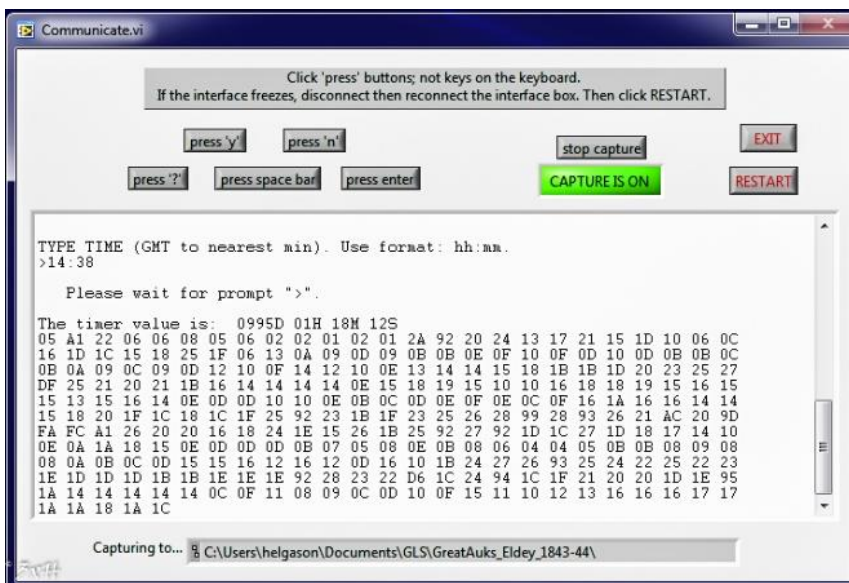 Communicate.vi
Click 'press' buttons; not keys on the keyboard.
If the interface freezes, disconnect then reconnect the interface box. Then click RESTART.
press 'y' press 'n' stop capture EXIT
press '?' press space bar press enter CAPTURE IS ON RESTART
TYPE TIME (GMT to nearest min). Use format: hh:mm.
>14:38
Please wait for prompt ">".
The timer value is: 0995D 01H 18M 12S
05 A1 22 06 06 08 05 06 02 02 01 02 01 2A 92 20 24 13 17 21 15 1D 10 06 0C
16 1D 1C 15 18 25 1F 06 13 0A 09 0D 09 0B 0B 0E 0F 10 0F 0D 10 0D 0B 0B 0C
0B 0A 09 0C 09 0D 12 10 0F 14 12 10 0E 13 14 14 15 18 1B 1B 1D 20 23 25 27
DF 25 21 20 21 1B 16 14 14 14 14 0E 15 18 19 15 10 10 16 18 18 19 15 16 15
15 13 15 16 14 0E 0D 0D 10 10 0E 0B 0C 0D 0E 0F 0E 0C 0F 16 1A 16 16 14 14
15 18 20 1F 1C 18 1C 1F 25 92 23 1B 1F 23 25 26 28 99 28 93 26 21 AC 20 9D
FA FC A1 26 20 20 16 18 24 1E 15 26 1B 25 92 27 92 1D 1C 27 1D 18 17 14 10
0E 0A 1A 18 15 0E 0D 0D 0D 0B 07 05 08 0E 0B 08 06 04 04 05 0B 0B 08 09 08
08 0A 0B 0C 0D 15 15 16 12 16 12 0D 16 10 1B 24 27 26 93 25 24 22 25 22 23
1E 1D 1D 1D 1B 1B 1E 1E 1E 92 28 23 22 D6 1C 24 94 1C 1F 21 20 20 1D 1E 95
1A 14 14 14 14 14 0C 0F 11 08 09 0C 0D 10 0F 15 11 10 12 13 16 16 16 17 17
1A 1A 18 1A 1C
Capturing to... C:\Users\helgason\Documents\GLS\GreatAuks_Eldey_1843-44\